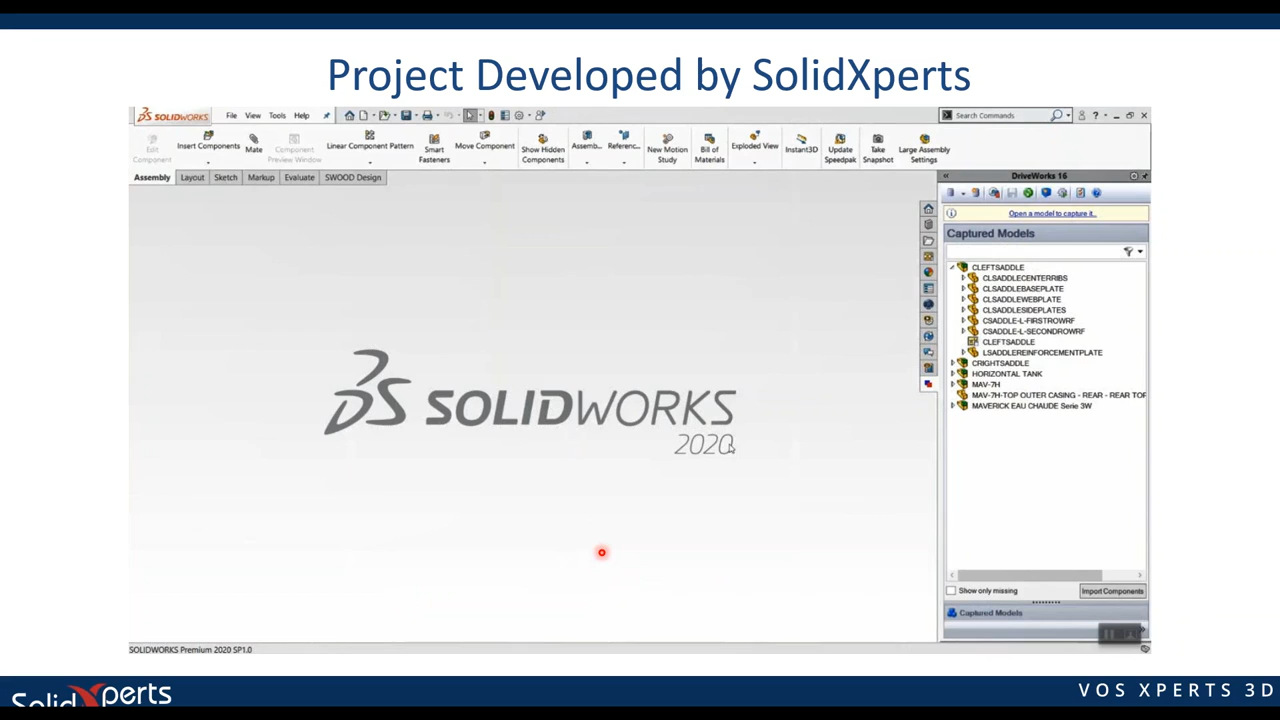 Project Developed by SolidXperts
SOLIDWORKS File View Tools Help Search Commands
Edit Component
Insert Components
Mate
Component Preview Window
Linear Component Pattern
Smart Fasteners
Move Component
Show Hidden Components
Assemb...
Referenc...
New Motion Study
Bill of Materials
Exploded View
Instant3D
Update Speedpak
Take Snapshot
Large Assembly Settings
Assembly Layout Sketch Markup Evaluate SWOOD Design
DriveWorks 16
Open a model to capture it..
Captured Models
CLEFTSADDLE
CLSADDLECENTERRIBS
CLSADDLEBASEPLATE
CLSADDLEWEBPLATE
CLSADDLESIDEPLATES
CSADDLE-L-FIRSTROWRF
CSADDLE-L-SECONDROWRF
CLEFTSADDLE
LSADDLEREINFORCEMENTPLATE
CRIGHTSADDLE
HORIZONTAL TANK
MAV-7H
MAV-7H-TOP OUTER CASING - REAR - REAR TOP
MAVERICK EAU CHAUDE Serie 3W
SOLIDWORKS
2020
Show only missing Import Components
Captured Models
SOLIDWORKS Premium 2020 SP1.0
SolidXperts
VOS XPERTS 3D